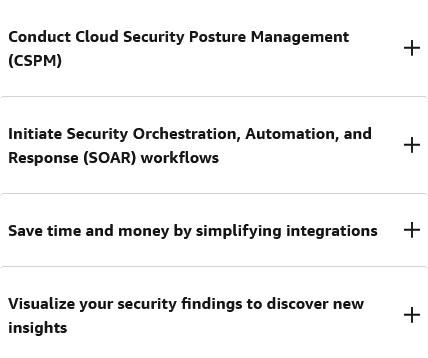 Conduct Cloud Security Posture Management
(CSPM)
Initiate Security Orchestration, Automation, and
Response (SOAR) workflows
Save time and money by simplifying integrations
Visualize your security findings to discover new
insights